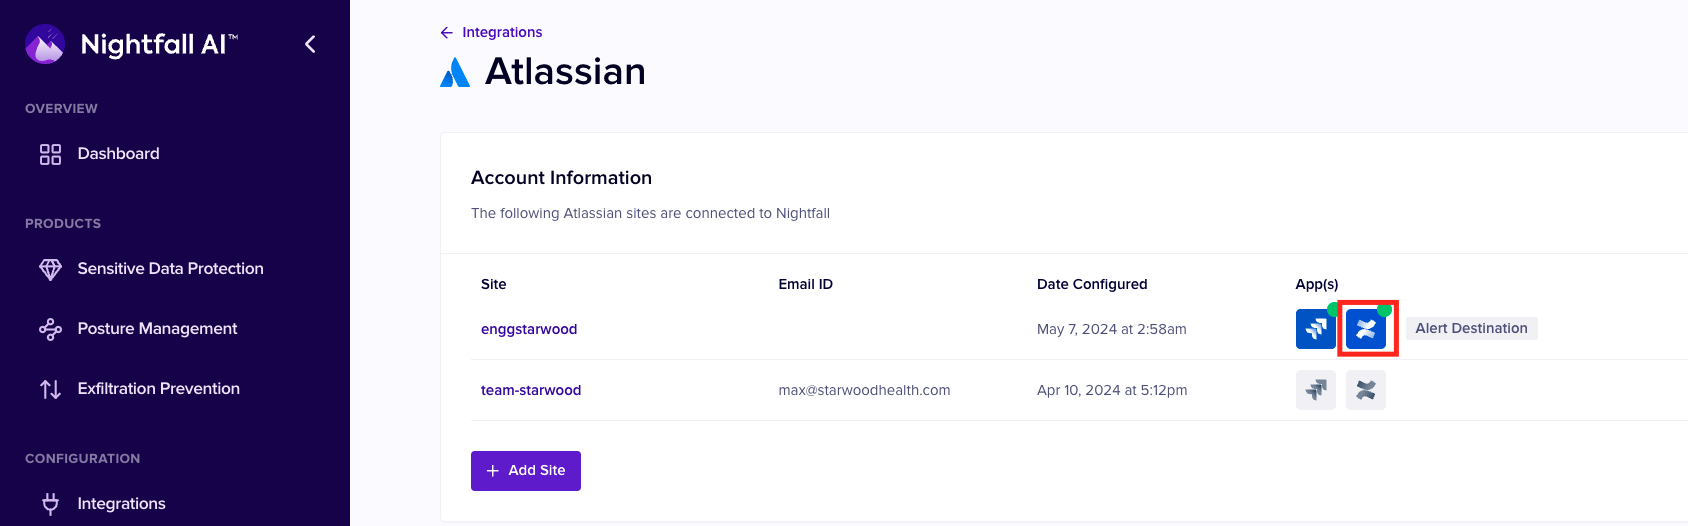 Nightfall AI™
OVERVIEW
Dashboard
PRODUCTS
Sensitive Data Protection
Posture Management
Exfiltration Prevention
CONFIGURATION
Integrations
← Integrations
Atlassian
Account Information
The following Atlassian sites are connected to Nightfall
Site Email ID Date Configured App(s)
enggstarwood May 7, 2024 at 2:58am Alert Destination
team-starwood max@starwoodhealth.com Apr 10, 2024 at 5:12pm
+ Add Site